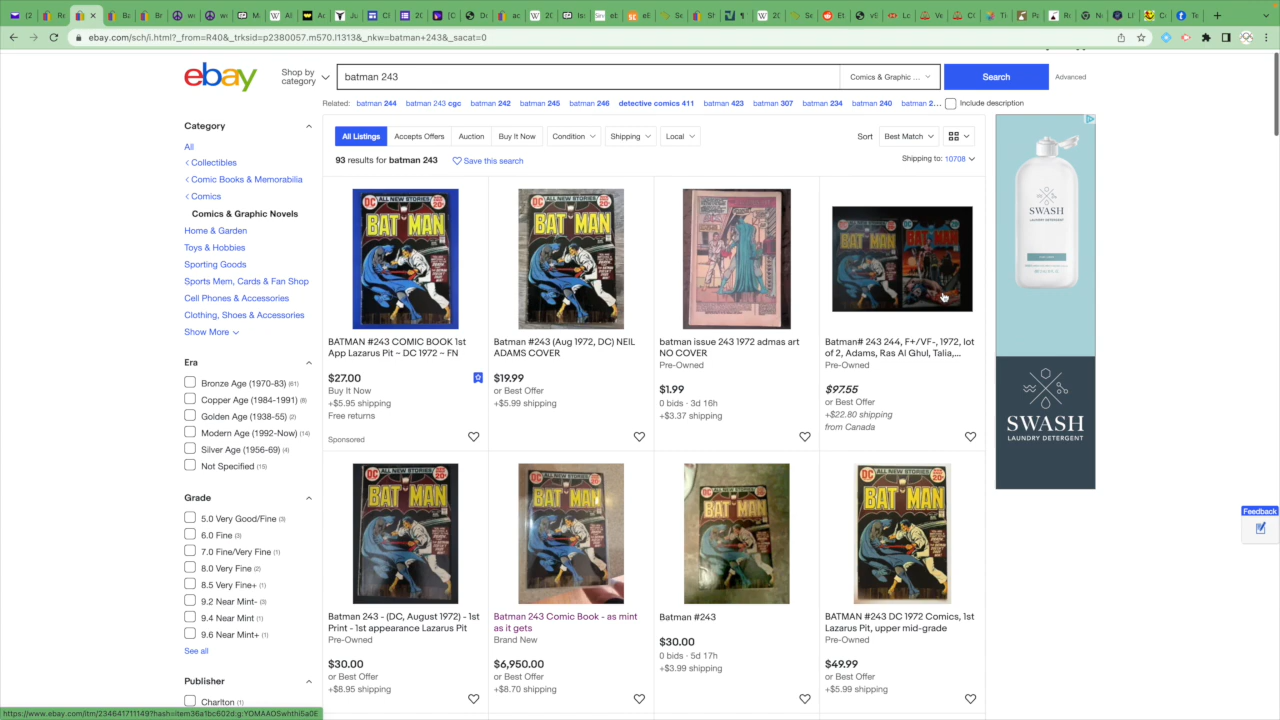 ebay.com/sch/i.html?_from=R40&_trksid=p2380057.m570.l1313&_nkw=batman+243&_sacat=0
ebay
Shop by
category
batman 243
Comics & Graphic ...
Search
Advanced
Related: batman 244 batman 243 cgc batman 242 batman 245 batman 246 detective comics 411 batman 423 batman 307 batman 234 batman 240 batman 2... Include description
Category
All
Collectibles
Comic Books & Memorabilia
Comics
Comics & Graphic Novels
Home & Garden
Toys & Hobbies
Sporting Goods
Sports Mem, Cards & Fan Shop
Cell Phones & Accessories
Clothing, Shoes & Accessories
Show More
Era
Bronze Age (1970-83) (61)
Copper Age (1984-1991) (8)
Golden Age (1938-55) (2)
Modern Age (1992-Now) (14)
Silver Age (1956-69) (4)
Not Specified (15)
Grade
5.0 Very Good/Fine (3)
6.0 Fine (3)
7.0 Fine/Very Fine (1)
8.0 Very Fine (2)
8.5 Very Fine+ (1)
9.2 Near Mint- (3)
9.4 Near Mint (1)
9.6 Near Mint+ (1)
See all
Publisher
Charlton (1)
All Listings Accepts Offers Auction Buy It Now Condition Shipping Local
Sort Best Match
93 results for batman 243 Save this search
Shipping to: 10708
BATMAN #243 COMIC BOOK 1st
App Lazarus Pit ~ DC 1972 ~ FN
$27.00
Buy It Now
+$5.95 shipping
Free returns
Sponsored
Batman #243 (Aug 1972, DC) NEIL
ADAMS COVER
$19.99
or Best Offer
+$5.99 shipping
batman issue 243 1972 admas art
NO COVER
Pre-Owned
$1.99
0 bids · 3d 16h
+$3.37 shipping
Batman# 243 244, F+/VF-, 1972, lot
of 2, Adams, Ras Al Ghul, Talia,...
Pre-Owned
$97.55
or Best Offer
+$22.80 shipping
from Canada
Batman 243 - (DC, August 1972) - 1st
Print - 1st appearance Lazarus Pit
Pre-Owned
$30.00
or Best Offer
+$8.95 shipping
Batman 243 Comic Book - as mint
as it gets
Brand New
$6,950.00
or Best Offer
+$8.70 shipping
Batman #243
$30.00
0 bids · 5d 17h
+$3.99 shipping
BATMAN #243 DC 1972 Comics, 1st
Lazarus Pit, upper mid-grade
Pre-Owned
$49.99
or Best Offer
+$5.99 shipping
SWASH
LAUNDRY DETERGENT
SWASH
LAUNDRY DETERGENT
Feedback